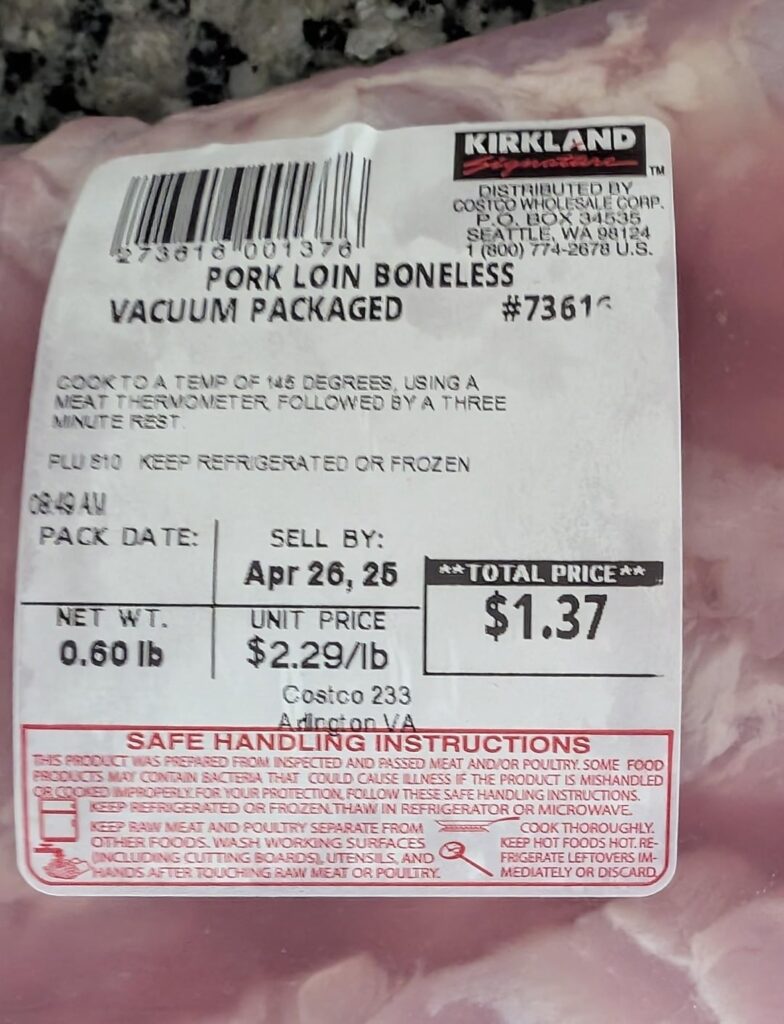 KIRKLAND
Signature
TM
DISTRIBUTED BY
COSTCO WHOLESALE CORP.
P.O. BOX 34535
SEATTLE, WA 98124
1 (800) 774-2678 U.S.
2 73616 001376
PORK LOIN BONELESS
VACUUM PACKAGED #7361
COOK TO A TEMP OF 145 DEGREES, USING A
MEAT THERMOMETER, FOLLOWED BY A THREE
MINUTE REST.
PLU 810 KEEP REFRIGERATED OR FROZEN
08:49 AM
PACK DATE:
SELL BY:
Apr 26, 25
**TOTAL PRICE**
$1.37
NET WT.
0.60 lb
UNIT PRICE
$2.29/lb
Costco 233
Arlington VA
SAFE HANDLING INSTRUCTIONS
THIS PRODUCT WAS PREPARED FROM INSPECTED AND PASSED MEAT AND/OR POULTRY. SOME FOOD
PRODUCTS MAY CONTAIN BACTERIA THAT COULD CAUSE ILLNESS IF THE PRODUCT IS MISHANDLED
OR COOKED IMPROPERLY. FOR YOUR PROTECTION, FOLLOW THESE SAFE HANDLING INSTRUCTIONS.
KEEP REFRIGERATED OR FROZEN. THAW IN REFRIGERATOR OR MICROWAVE.
KEEP RAW MEAT AND POULTRY SEPARATE FROM
OTHER FOODS. WASH WORKING SURFACES
(INCLUDING CUTTING BOARDS), UTENSILS, AND
HANDS AFTER TOUCHING RAW MEAT OR POULTRY.
COOK THOROUGHLY.
KEEP HOT FOODS HOT. RE-
FRIGERATE LEFTOVERS IM-
MEDIATELY OR DISCARD